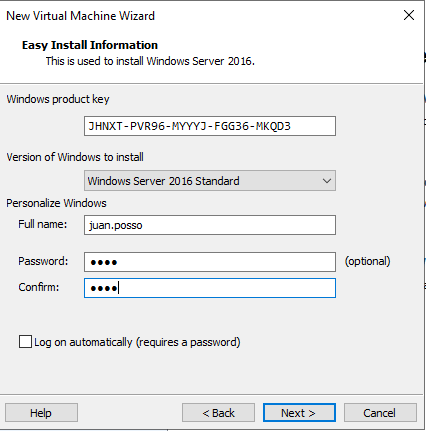 New Virtual Machine Wizard
Easy Install Information
This is used to install Windows Server 2016.
Windows product key
JHNXT-PVR96-MYYYJ-FGG36-MKQD3
Version of Windows to install
Windows Server 2016 Standard
Personalize Windows
Full name: juan.posso
Password: ●●●● (optional)
Confirm: ●●●●
Log on automatically (requires a password)
Help < Back Next > Cancel